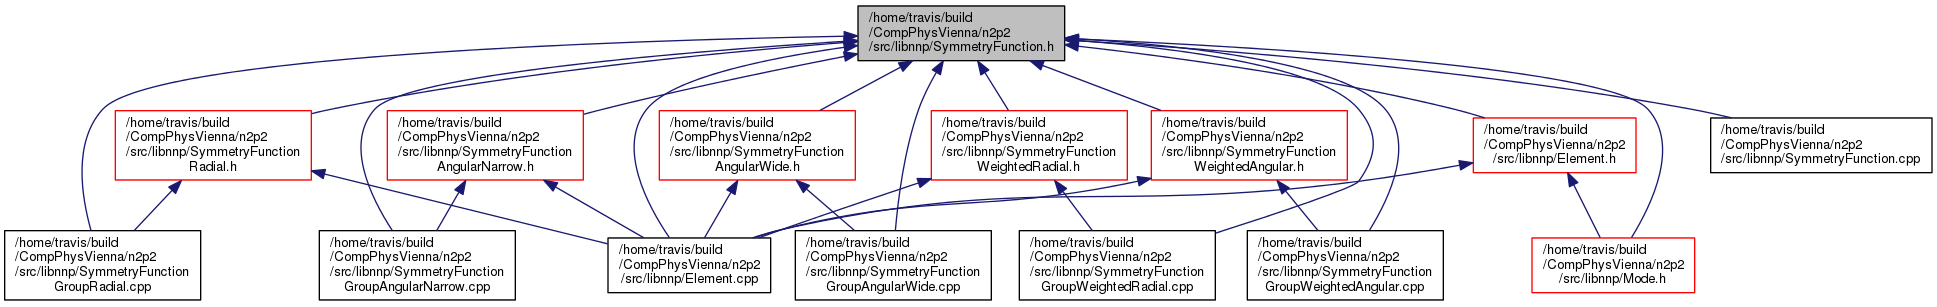 /home/travis/build
/CompPhysVienna/n2p2
/src/libnnp/SymmetryFunction.h
/home/travis/build
/CompPhysVienna/n2p2
/src/libnnp/SymmetryFunction
Radial.h
/home/travis/build
/CompPhysVienna/n2p2
/src/libnnp/SymmetryFunction
AngularNarrow.h
/home/travis/build
/CompPhysVienna/n2p2
/src/libnnp/SymmetryFunction
AngularWide.h
/home/travis/build
/CompPhysVienna/n2p2
/src/libnnp/SymmetryFunction
WeightedRadial.h
/home/travis/build
/CompPhysVienna/n2p2
/src/libnnp/SymmetryFunction
WeightedAngular.h
/home/travis/build
/CompPhysVienna/n2p2
/src/libnnp/Element.h
/home/travis/build
/CompPhysVienna/n2p2
/src/libnnp/SymmetryFunction.cpp
/home/travis/build
/CompPhysVienna/n2p2
/src/libnnp/SymmetryFunction
GroupRadial.cpp
/home/travis/build
/CompPhysVienna/n2p2
/src/libnnp/SymmetryFunction
GroupAngularNarrow.cpp
/home/travis/build
/CompPhysVienna/n2p2
/src/libnnp/Element.cpp
/home/travis/build
/CompPhysVienna/n2p2
/src/libnnp/SymmetryFunction
GroupAngularWide.cpp
/home/travis/build
/CompPhysVienna/n2p2
/src/libnnp/SymmetryFunction
GroupWeightedRadial.cpp
/home/travis/build
/CompPhysVienna/n2p2
/src/libnnp/SymmetryFunction
GroupWeightedAngular.cpp
/home/travis/build
/CompPhysVienna/n2p2
/src/libnnp/Mode.h